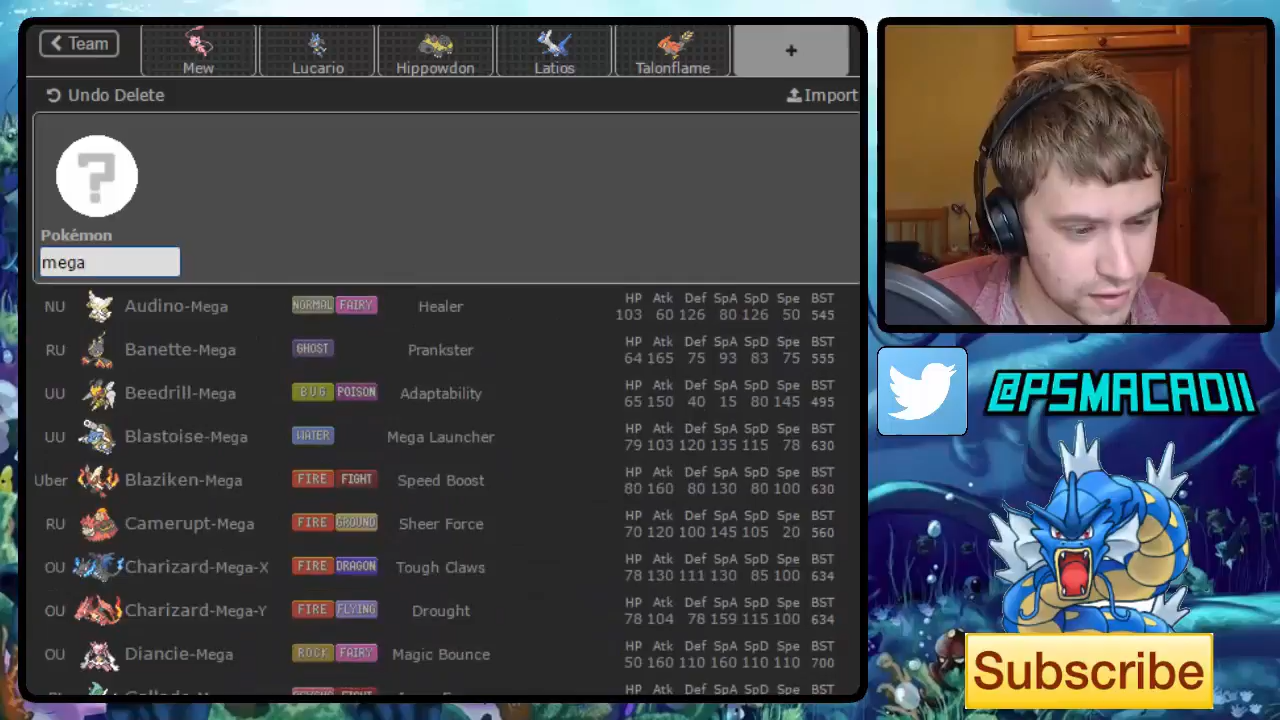 Team
Mew
Lucario
Hippowdon
Latios
Talonflame
+
Undo Delete
Import
?
Pokémon
mega
NU Audino-Mega NORMAL FAIRY Healer HP 103 Atk 60 Def 126 SpA 80 SpD 126 Spe 50 BST 545
RU Banette-Mega GHOST Prankster HP 64 Atk 165 Def 75 SpA 93 SpD 83 Spe 75 BST 555
UU Beedrill-Mega BUG POISON Adaptability HP 65 Atk 150 Def 40 SpA 15 SpD 80 Spe 145 BST 495
UU Blastoise-Mega WATER Mega Launcher HP 79 Atk 103 Def 120 SpA 135 SpD 115 Spe 78 BST 630
Uber Blaziken-Mega FIRE FIGHT Speed Boost HP 80 Atk 160 Def 80 SpA 130 SpD 80 Spe 100 BST 630
RU Camerupt-Mega FIRE GROUND Sheer Force HP 70 Atk 120 Def 100 SpA 145 SpD 105 Spe 20 BST 560
OU Charizard-Mega-X FIRE DRAGON Tough Claws HP 78 Atk 130 Def 111 SpA 130 SpD 85 Spe 100 BST 634
OU Charizard-Mega-Y FIRE FLYING Drought HP 78 Atk 104 Def 78 SpA 159 SpD 115 Spe 100 BST 634
OU Diancie-Mega ROCK FAIRY Magic Bounce HP 50 Atk 160 Def 110 SpA 160 SpD 110 Spe 110 BST 700
HP Atk Def SpA SpD Spe BST
@PSMACADII
Subscribe